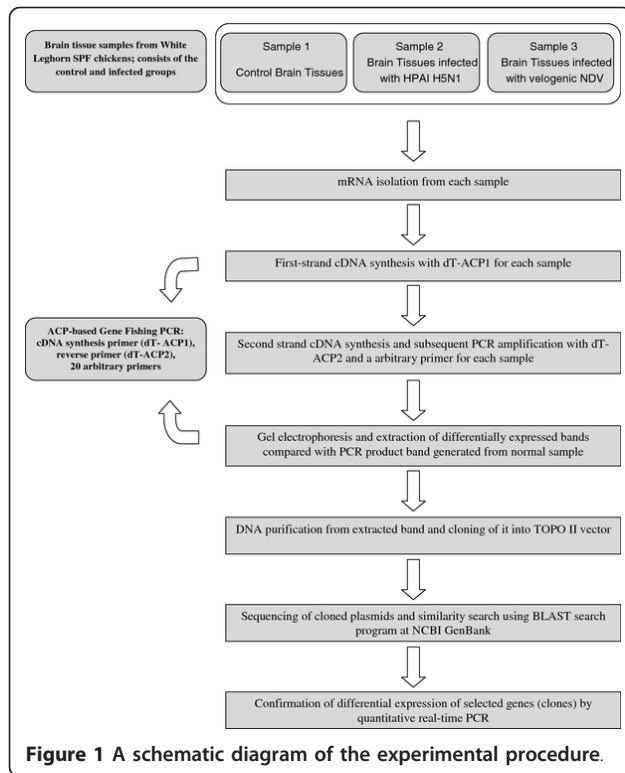 Brain tissue samples from White
Leghorn SPF chickens; consists of the
control and infected groups
Sample 1
Control Brain Tissues
Sample 2
Brain Tissues infected
with HPAI H5N1
Sample 3
Brain Tissues infected
with velogenic NDV
mRNA isolation from each sample
First-strand cDNA synthesis with dT-ACP1 for each sample
ACP-based Gene Fishing PCR:
cDNA synthesis primer (dT- ACP1),
reverse primer (dT-ACP2),
20 arbitrary primers
Second strand cDNA synthesis and subsequent PCR amplification with dT-
ACP2 and a arbitrary primer for each sample
Gel electrophoresis and extraction of differentially expressed bands
compared with PCR product band generated from normal sample
DNA purification from extracted band and cloning of it into TOPO II vector
Sequencing of cloned plasmids and similarity search using BLAST search
program at NCBI GenBank
Confirmation of differential expression of selected genes (clones) by
quantitative real-time PCR
Figure 1 A schematic diagram of the experimental procedure.